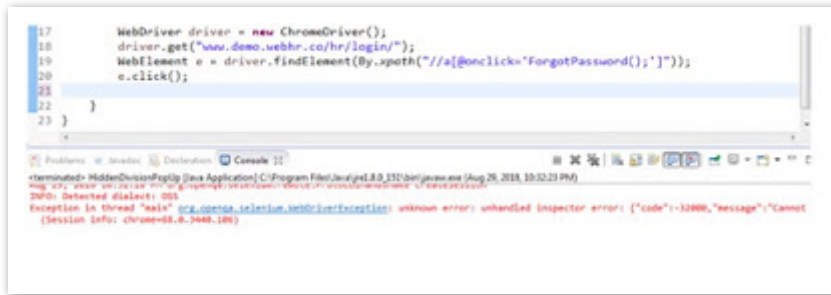 17 WebDriver driver = new ChromeDriver();
18 driver.get("www.demo.webhr.co/hr/login/");
19 WebElement e = driver.findElement(By.xpath("//a[@onclick='ForgotPassword();']"));
20 e.click();
21
22 }
23 }
Problems Javadoc Declaration Console
<terminated> HiddenDivisionPopUp [Java Application] C:\Program Files\Java\jre1.8.0_151\bin\javaw.exe (Aug 29, 2018, 10:32:23 PM)
INFO: Detected dialect: OSS
Exception in thread "main" org.openqa.selenium.WebDriverException: unknown error: unhandled inspector error: {"code":-32000,"message":"Cannot
(Session info: chrome=68.0.3440.106)